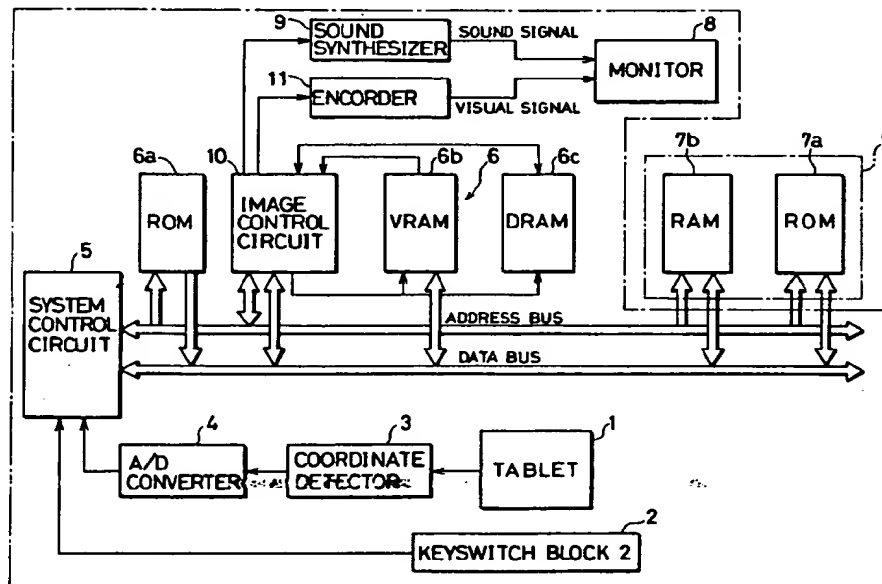 9
SOUND
SYNTHESIZER
SOUND SIGNAL
8
MONITOR
11
ENCORDER
VISUAL SIGNAL
6a
ROM
10
IMAGE
CONTROL
CIRCUIT
6b
VRAM
6
6c
DRAM
7b
RAM
7a
ROM
5
SYSTEM
CONTROL
CIRCUIT
ADDRESS BUS
DATA BUS
4
A/D
CONVERTER
3
COORDINATE
DETECTOR
1
TABLET
2
KEYSWITCH BLOCK 2